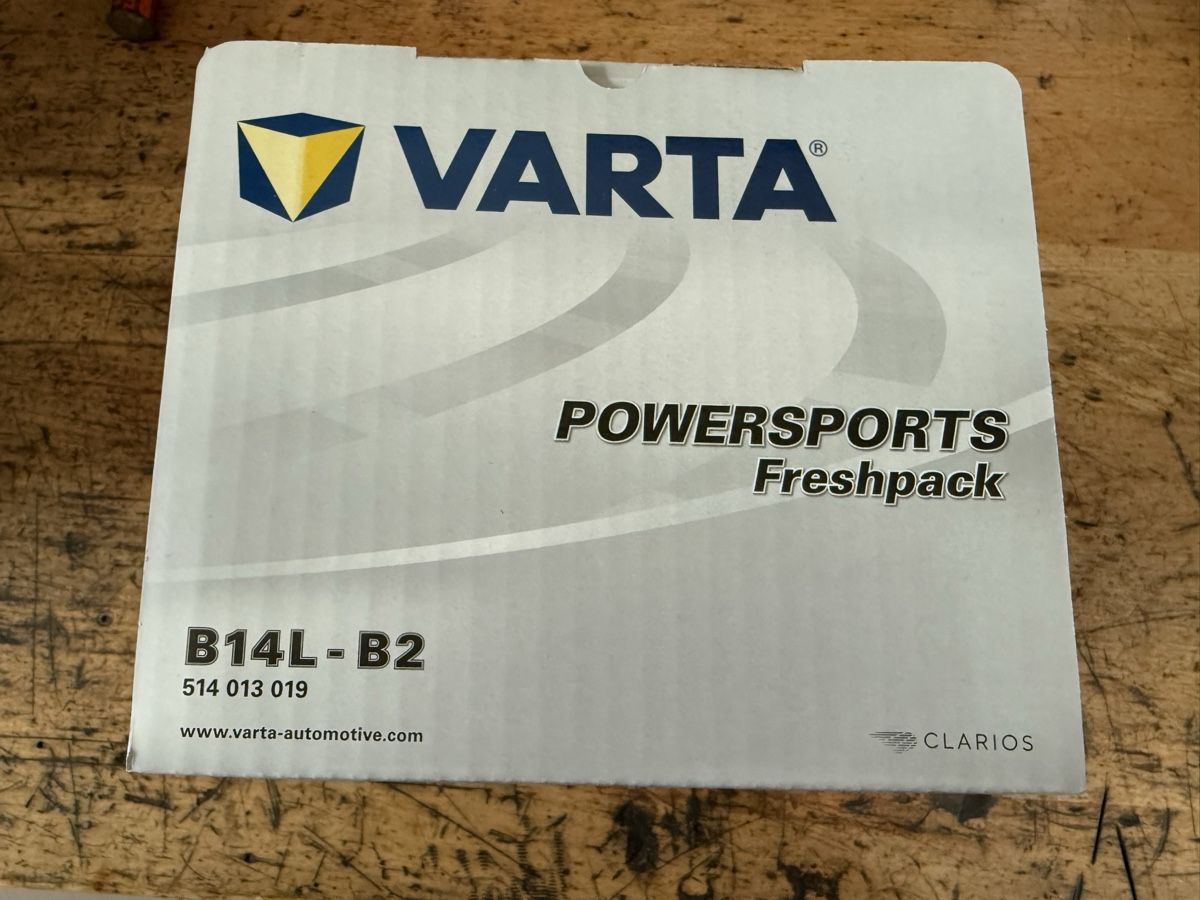 VARTA®
POWERSPORTS
Freshpack
B14L - B2
514 013 019
www.varta-automotive.com
CLARIOS